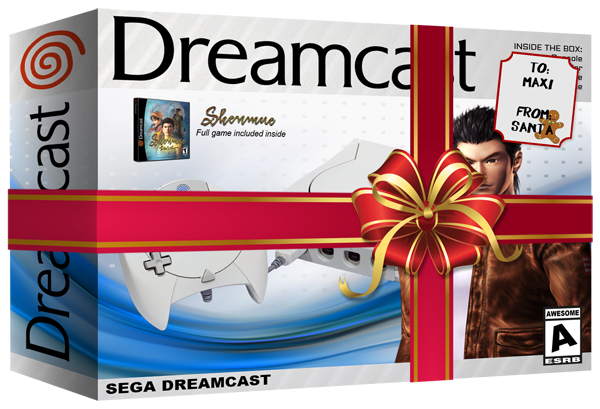 Dreamcast
Dreamcast
INSIDE THE BOX:
TO:
MAXI
FROM:
SANTA
Shenmue
Full game included inside
AWESOME
A
ESRB
SEGA DREAMCAST